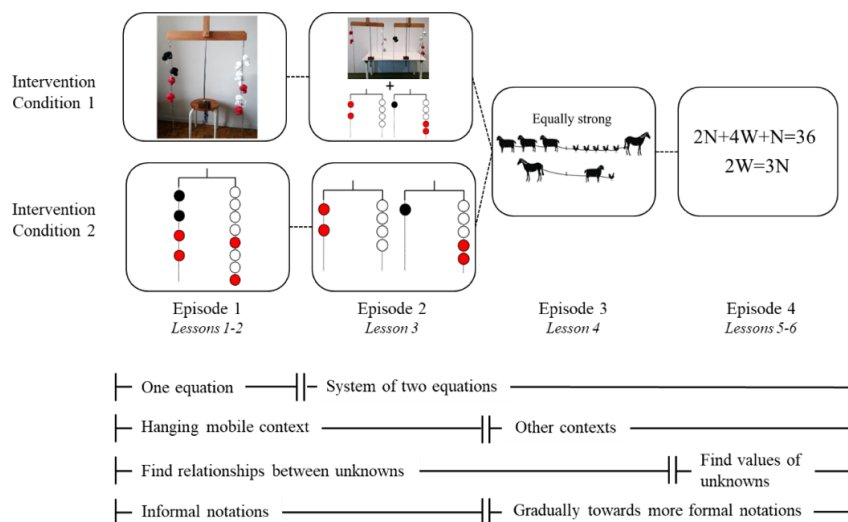 Intervention
Condition 1
+
Equally strong
2N+4W+N=36
2W=3N
Intervention
Condition 2
Episode 1
Lessons 1-2
Episode 2
Lesson 3
Episode 3
Lesson 4
Episode 4
Lessons 5-6
One equation
System of two equations
Hanging mobile context
Other contexts
Find relationships between unknowns
Find values of
unknowns
Informal notations
Gradually towards more formal notations